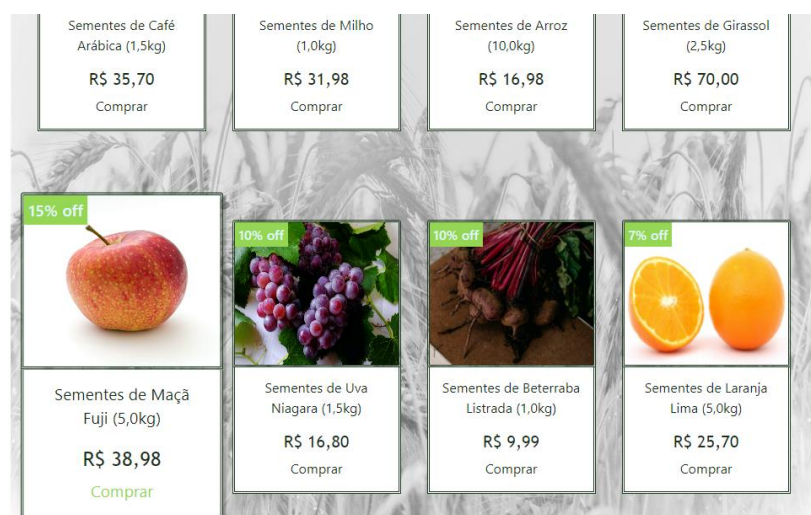 Sementes de Café
Arábica (1,5kg)
R$ 35,70
Comprar
Sementes de Milho
(1,0kg)
R$ 31,98
Comprar
Sementes de Arroz
(10,0kg)
R$ 16,98
Comprar
Sementes de Girassol
(2,5kg)
R$ 70,00
Comprar
15% off
Sementes de Maçã
Fuji (5,0kg)
R$ 38,98
Comprar
10% off
Sementes de Uva
Niagara (1,5kg)
R$ 16,80
Comprar
10% off
Sementes de Beterraba
Listrada (1,0kg)
R$ 9,99
Comprar
7% off
Sementes de Laranja
Lima (5,0kg)
R$ 25,70
Comprar